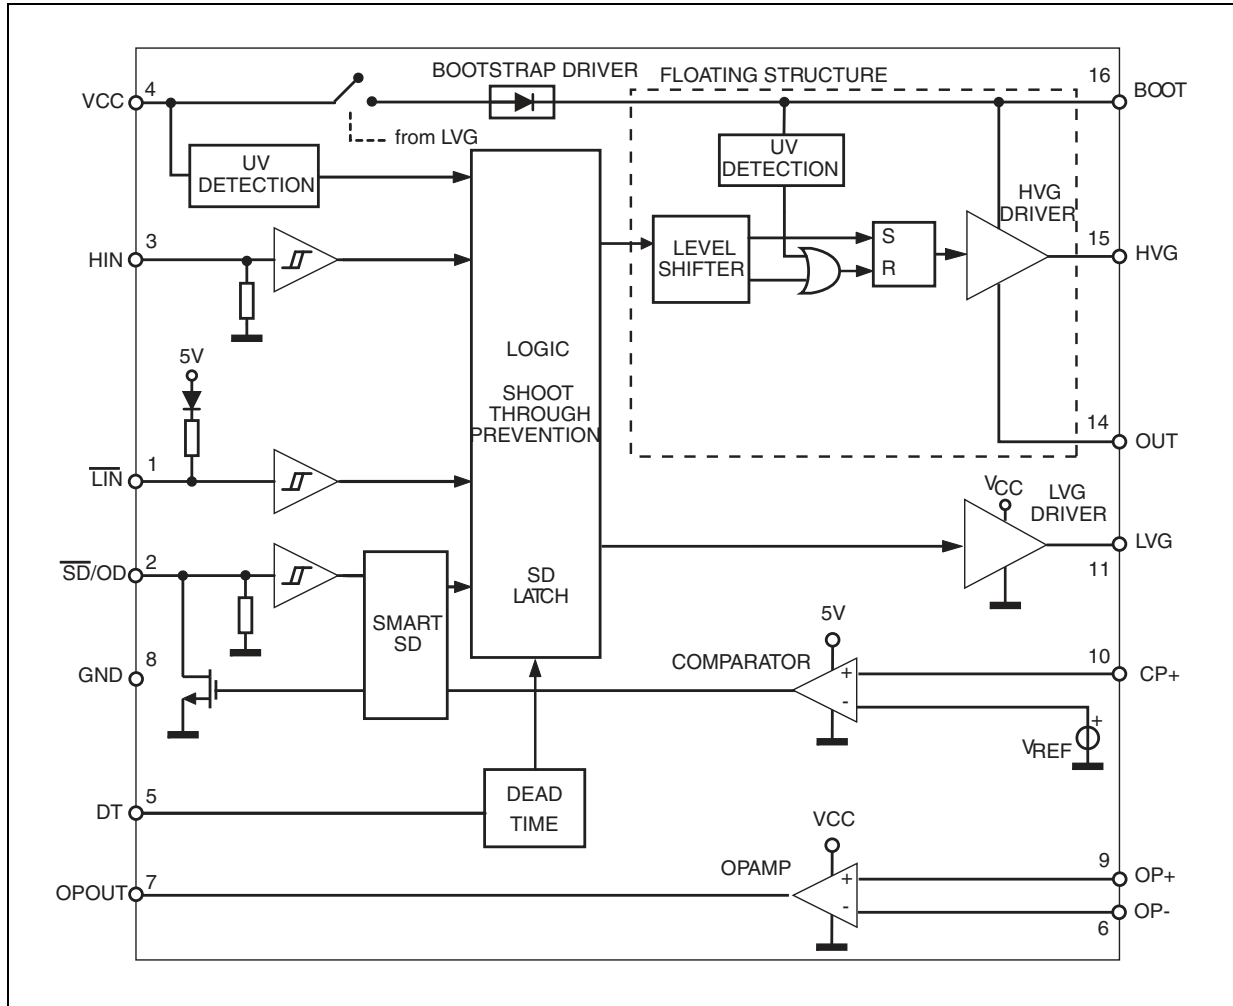 BOOTSTRAP DRIVER
FLOATING STRUCTURE
16
BOOT
4
VCC
from LVG
UV
DETECTION
UV
DETECTION
HVG
DRIVER
3
HIN
LEVEL
SHIFTER
S
R
15
HVG
5V
LOGIC
SHOOT
THROUGH
PREVENTION
14
OUT
1
LIN
VCC
LVG
DRIVER
LVG
11
2
SD/OD
SD
LATCH
SMART
SD
5V
8
GND
COMPARATOR
+
-
10
CP+
+
VREF
5
DT
DEAD
TIME
VCC
7
OPOUT
OPAMP
+
-
9
OP+
OP-
6